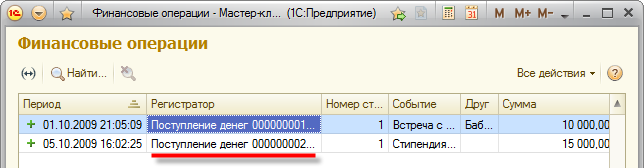 1С Финансовые операции - Мастер-кл... (1С:Предприятие) 31 M M+ M-
Финансовые операции
Найти... Все действия
Период Регистратор Номер ст... Событие Друг Сумма
01.10.2009 21:05:09 Поступление денег 000000001... 1 Встреча с ... Баб... 10 000,00
05.10.2009 16:02:25 Поступление денег 000000002... 1 Стипендия... 15 000,00